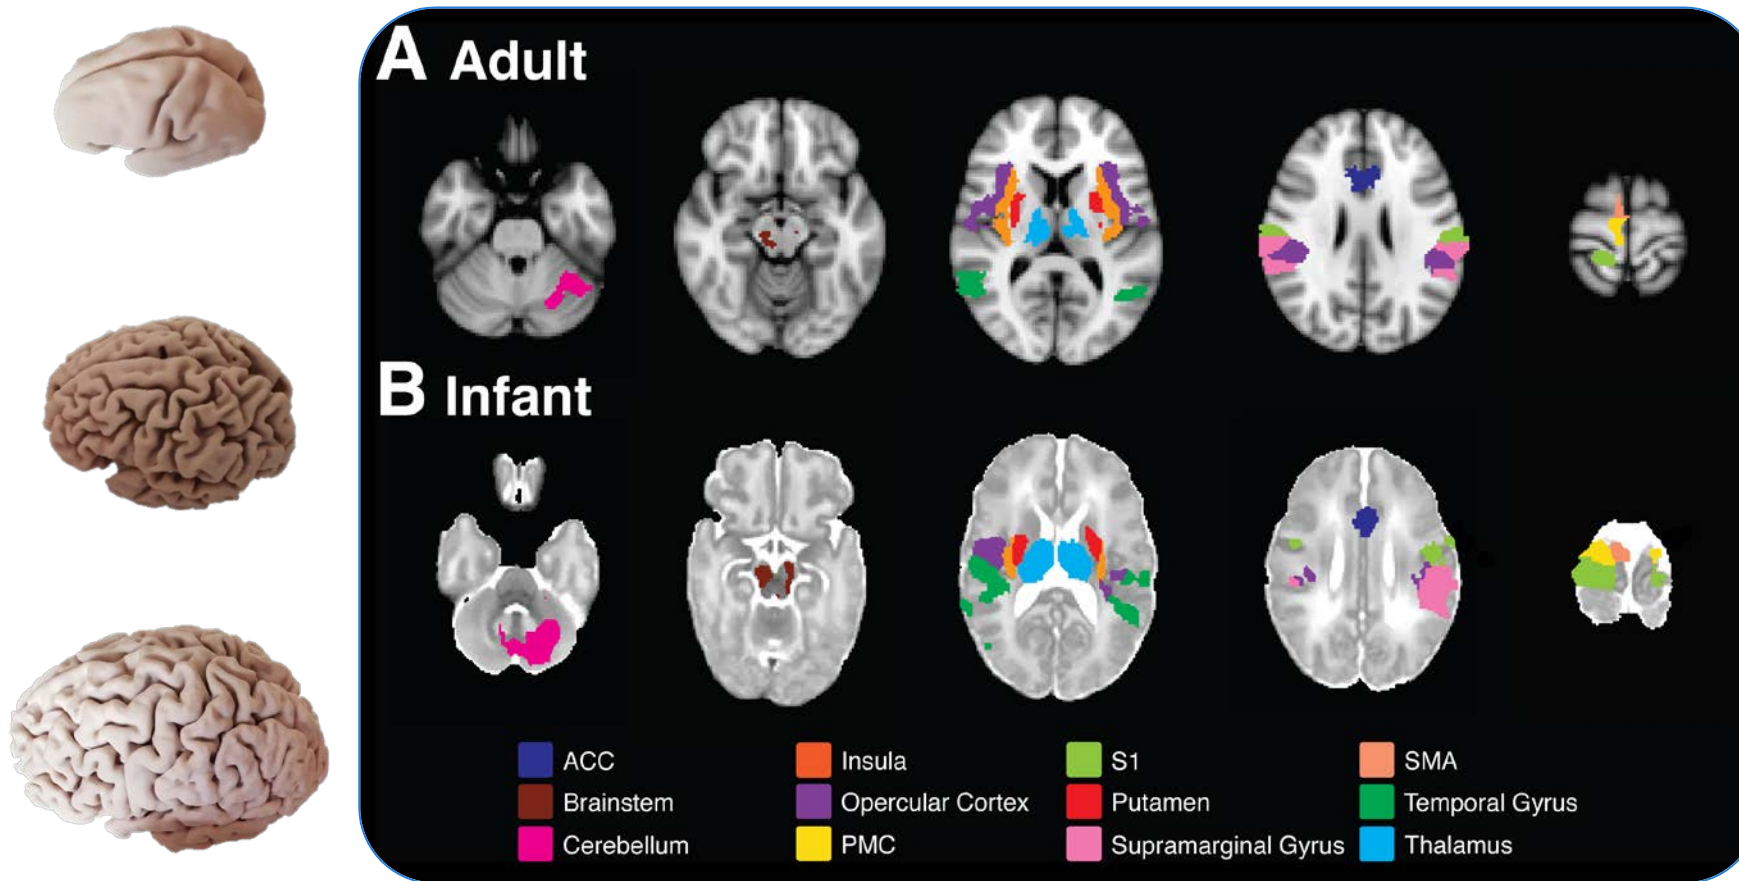 A Adult
B Infant
ACC
Insula
S1
SMA
Brainstem
Opercular Cortex
Putamen
Temporal Gyrus
Cerebellum
PMC
Supramarginal Gyrus
Thalamus